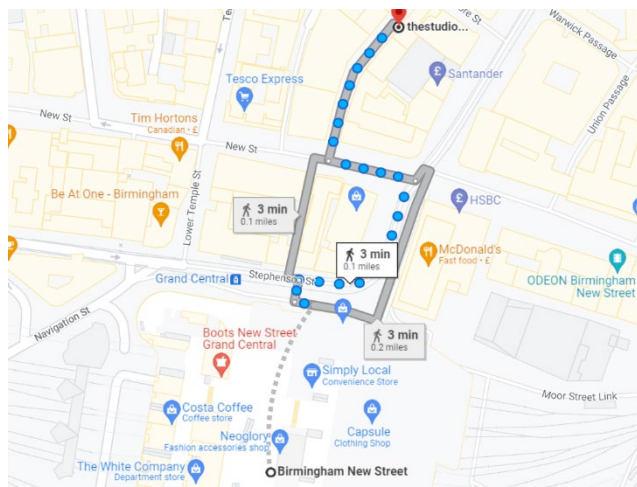 thestudio...
Warwick Passage
Union Passage
Santander
Tesco Express
Tim Hortons
Canadian • £
New St
New St
Lower Temple St
Be At One - Birmingham
HSBC
3 min
0.1 miles
3 min
0.1 miles
McDonald's
Fast food • £
ODEON Birmingham
New Street
Grand Central
Stephenson St
Navigation St
3 min
0.2 miles
Boots New Street
Grand Central
Simply Local
Convenience Store
Moor Street Link
Costa Coffee
Coffee store
Capsule
Clothing Shop
Neoglory
Fashion accessories shop
The White Company
Department store
Birmingham New Street